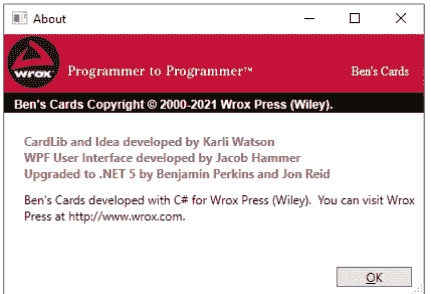 About
wrox
Programmer to Programmer™
Ben's Cards
Ben's Cards Copyright © 2000-2021 Wrox Press (Wiley).
CardLib and Idea developed by Karli Watson
WPF User Interface developed by Jacob Hammer
Upgraded to .NET 5 by Benjamin Perkins and Jon Reid
Ben's Cards developed with C# for Wrox Press (Wiley). You can visit Wrox
Press at http://www.wrox.com.
OK